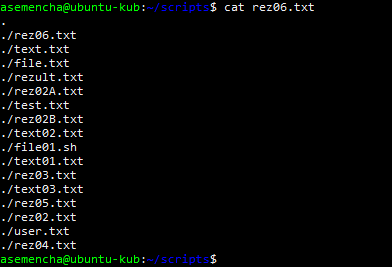 asemencha@ubuntu-kub:~/scripts$ cat rez06.txt
.
./rez06.txt
./text.txt
./file.txt
./rezult.txt
./rez02A.txt
./test.txt
./rez02B.txt
./text02.txt
./file01.sh
./text01.txt
./rez03.txt
./text03.txt
./rez05.txt
./rez02.txt
./user.txt
./rez04.txt
asemencha@ubuntu-kub:~/scripts$